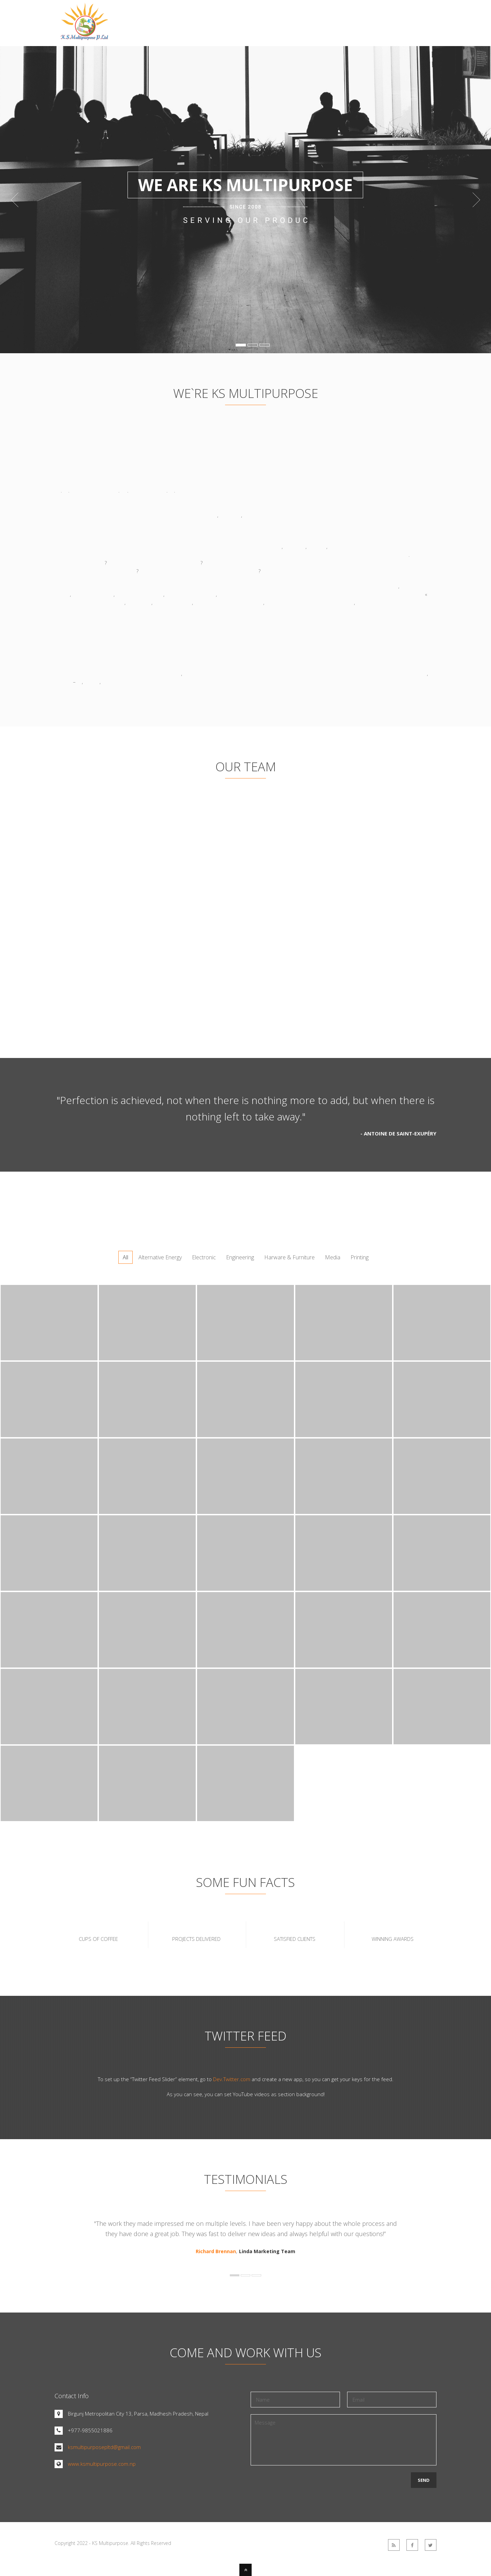 K.S.Multipurpose P.Ltd
WE ARE KS MULTIPURPOSE
SINCE 2006
SERVING OUR PRODUC
WE`RE KS MULTIPURPOSE
OUR TEAM
"Perfection is achieved, not when there is nothing more to add, but when there is
nothing left to take away."
- ANTOINE DE SAINT-EXUPÉRY
All Alternative Energy Electronic Engineering Harware & Furniture Media Printing
SOME FUN FACTS
CUPS OF COFFEE
PROJECTS DELIVERED
SATISFIED CLIENTS
WINNING AWARDS
TWITTER FEED
To set up the "Twitter Feed Slider" element, go to Dev.Twitter.com and create a new app, so you can get your keys for the feed.
As you can see, you can set YouTube videos as section background!
TESTIMONIALS
"The work they made impressed me on multiple levels. I have been very happy about the whole process and
they have done a great job. They was fast to deliver new ideas and always helpful with our questions!"
Richard Brennan, Linda Marketing Team
COME AND WORK WITH US
Contact Info
Birgunj Metropolitan City 13, Parsa, Madhesh Pradesh, Nepal
+977-9855021886
Name
Email
Message
SEND
Copyright 2022 - KS Multipurpose. All Rights Reserved